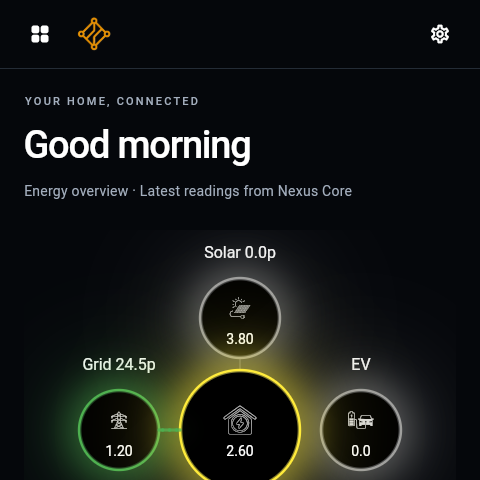 YOUR HOME, CONNECTED
Good morning
Energy overview · Latest readings from Nexus Core
Solar 0.0p
3.80
Grid 24.5p
EV
1.20
2.60
0.0